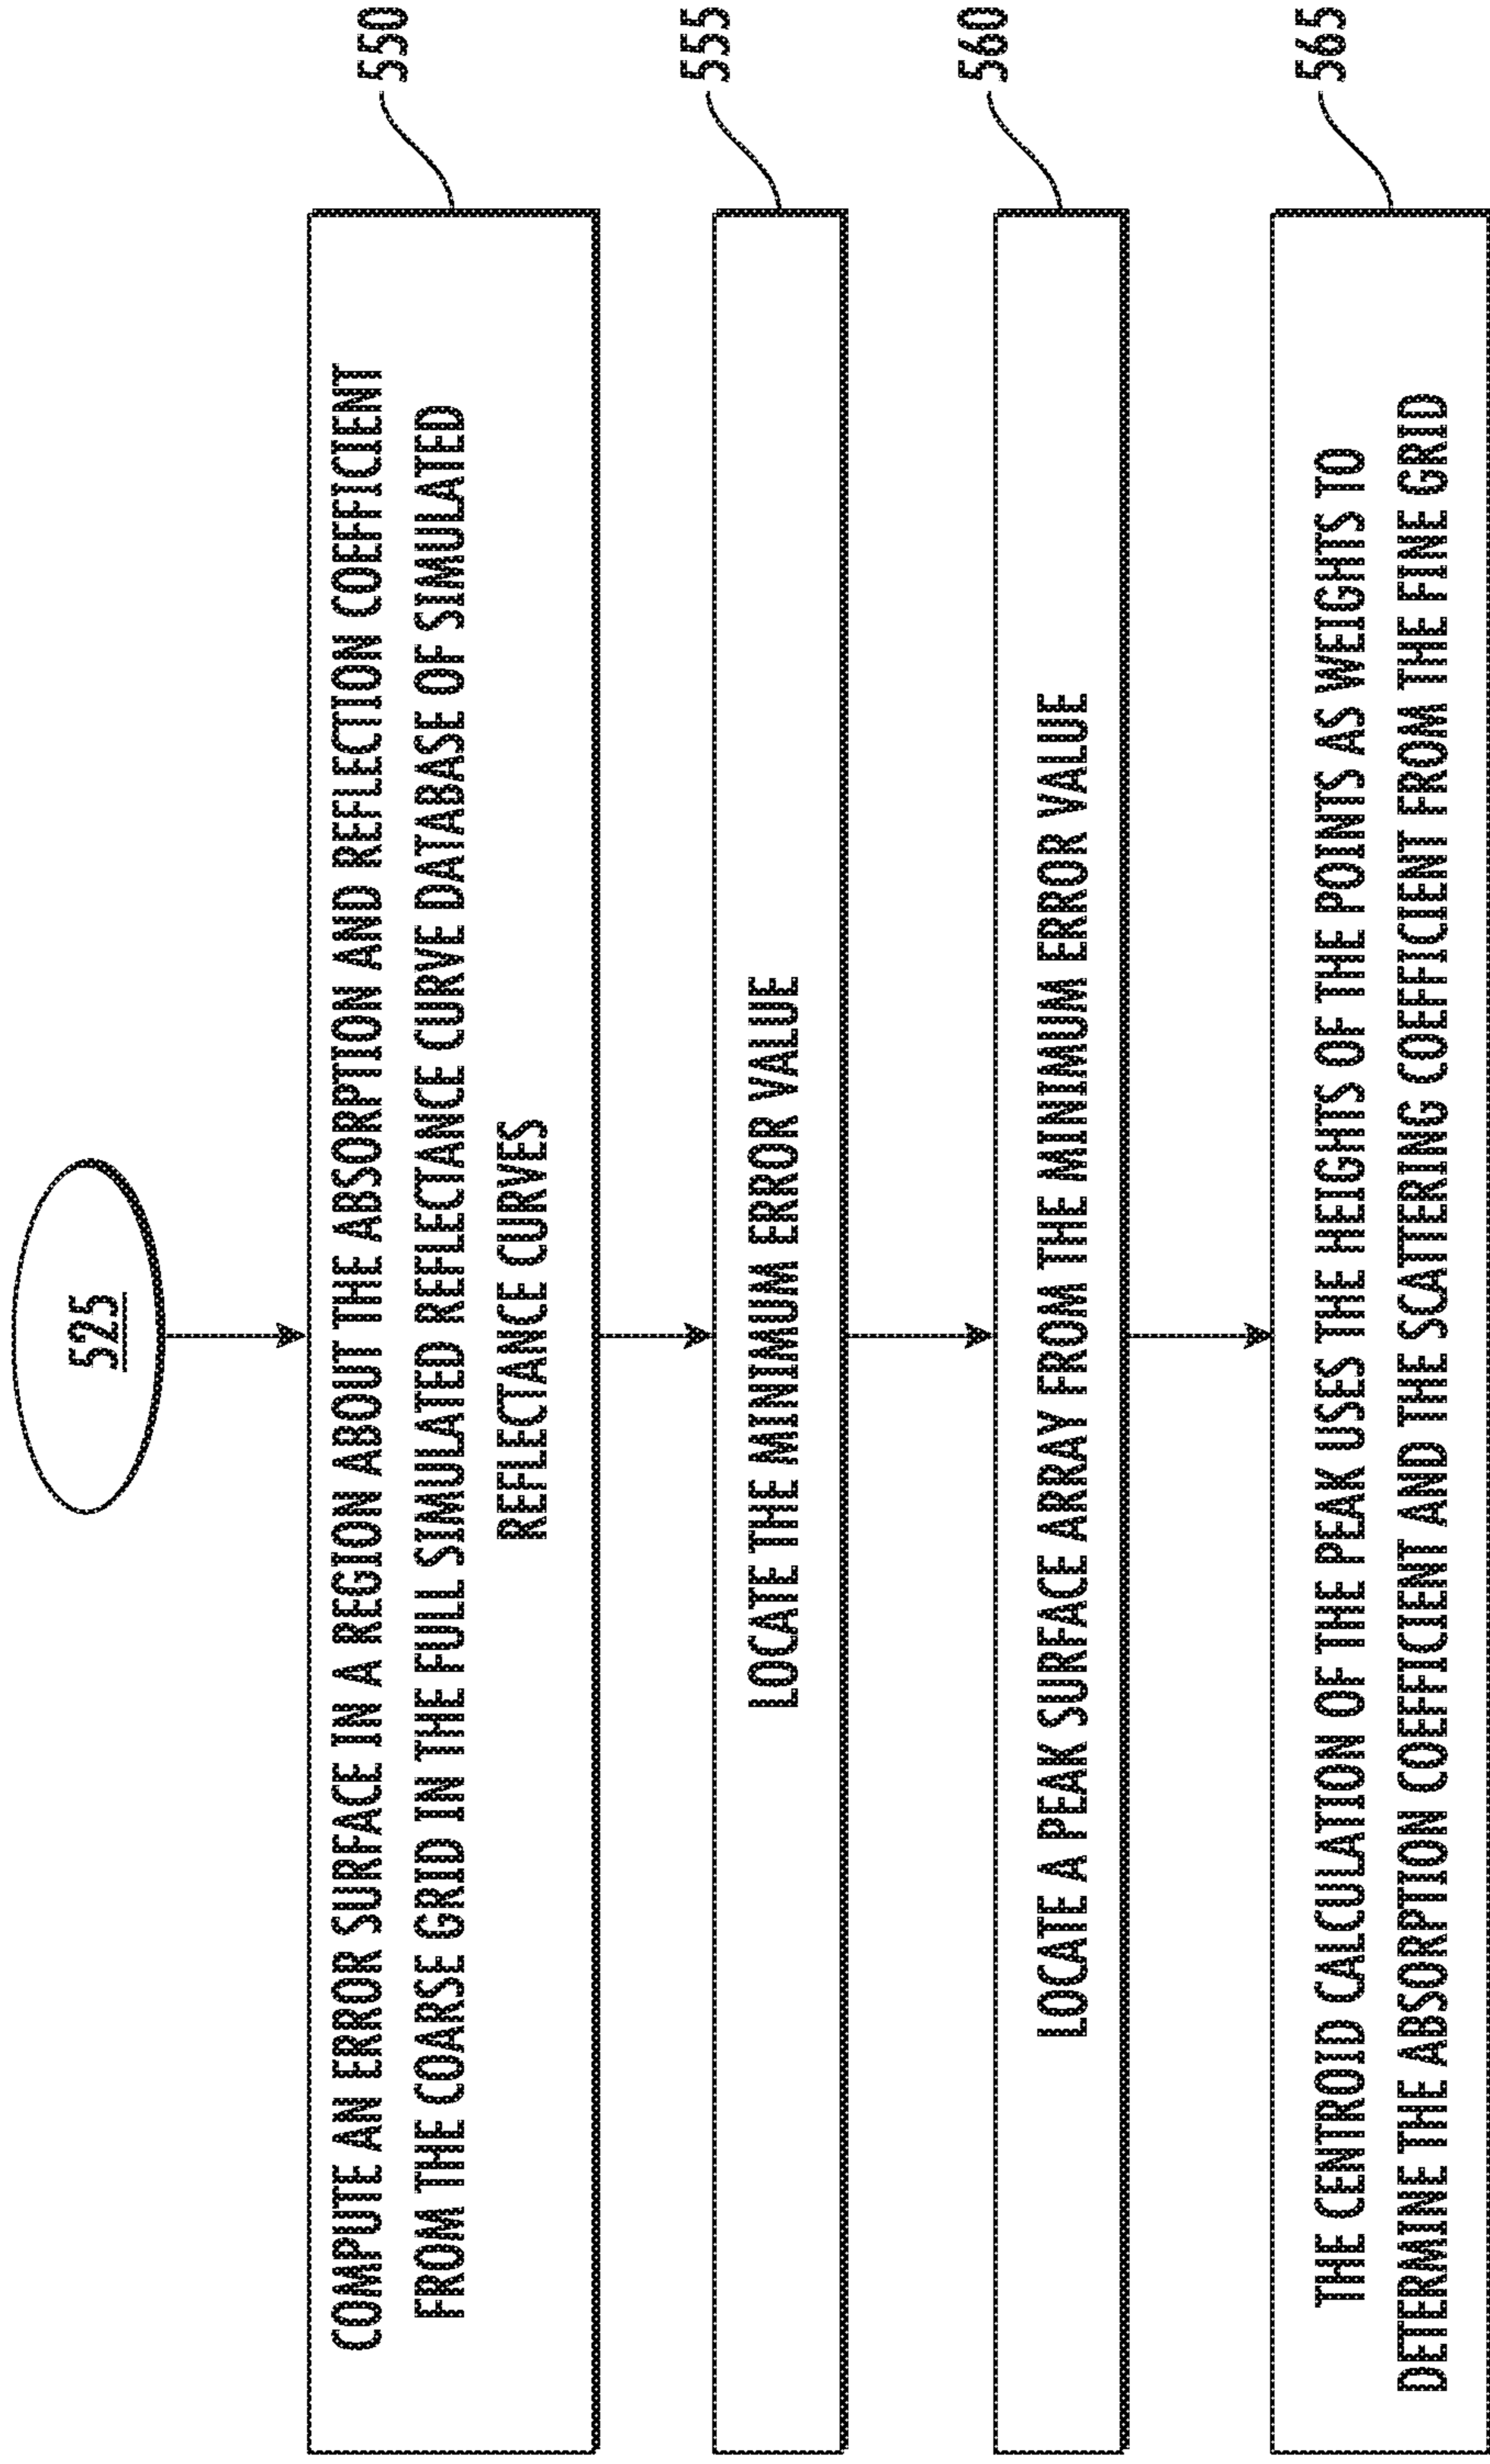 525
550
COMPUTE AN ERROR SURFACE IN A REGION ABOUT THE ABSORPTION AND REFLECTION COEFFICIENT
FROM THE COARSE GRID IN THE FULL SIMULATED REFLECTANCE CURVE DATABASE OF SIMULATED
REFLECTANCE CURVES
555
LOCATE THE MINIMUM ERROR VALUE
560
LOCATE A PEAK SURFACE ARRAY FROM THE MINIMUM ERROR VALUE
565
THE CENTROID CALCULATION OF THE PEAK USES THE HEIGHTS OF THE POINTS AS WEIGHTS TO
DETERMINE THE ABSORPTION COEFFICIENT AND THE SCATTERING COEFFICIENT FROM THE FINE GRID